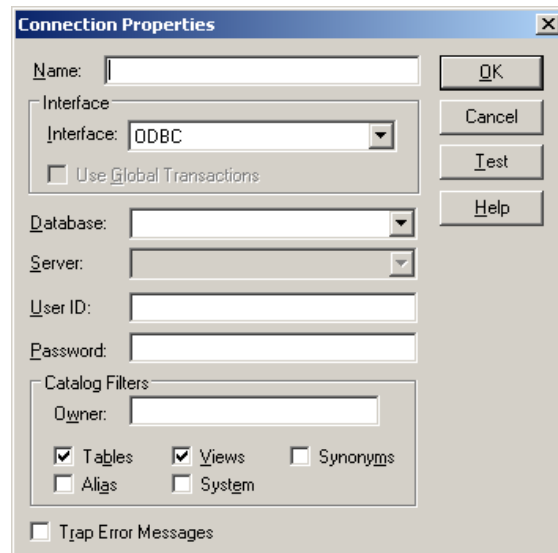 Connection Properties
Name:
OK
Interface
Cancel
Interface: ODBC
Use Global Transactions
Test
Help
Database:
Server:
User ID:
Password:
Catalog Filters
Owner:
Tables Views Synonyms
Alias System
Trap Error Messages